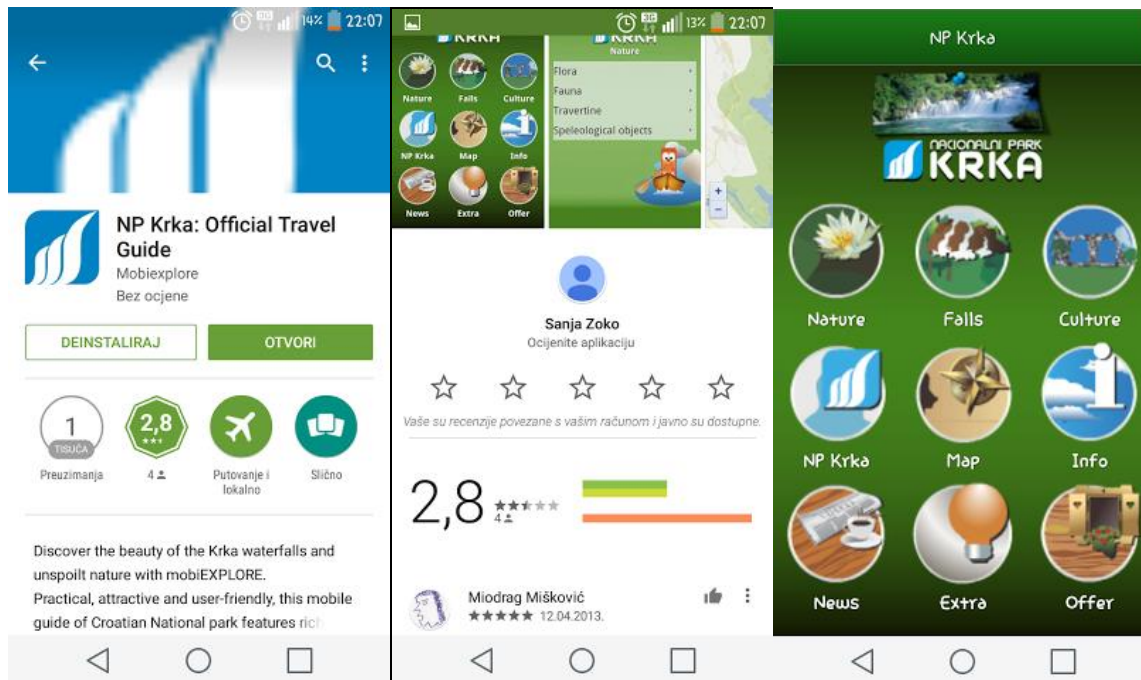 14% 22:07
NP Krka: Official Travel
Guide
Mobiexplore
Bez ocjene
DEINSTALIRAJ
OTVORI
1
TISUĆA
Preuzimanja
2,8
4
Putovanje i
lokalno
Slično
Discover the beauty of the Krka waterfalls and
unspoilt nature with mobiEXPLORE.
Practical, attractive and user-friendly, this mobile
guide of Croatian National park features ric
3G 13% 22:07
KRKA
Nature
Falls
Culture
NP Krka
Map
Info
News
Extra
Offer
KRKA
Nature
Flora
Fauna
Travertine
Speleological objects
+
−
Sanja Zoko
Ocijenite aplikaciju
Vaše su recenzije povezane s vašim računom i javno su dostupne.
2,8
4
Miodrag Mišković
12.04.2013.
NP Krka
NACIONALNI PARK
KRKA
Nature
Falls
Culture
NP Krka
Map
Info
News
Extra
Offer